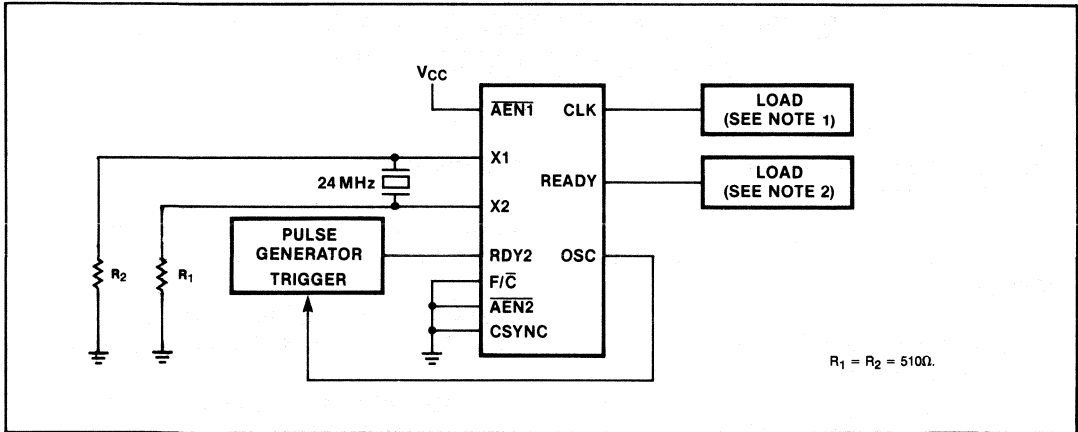 VCC
AEN1 CLK
LOAD
(SEE NOTE 1)
X1
24 MHz
READY
LOAD
(SEE NOTE 2)
X2
PULSE
GENERATOR
TRIGGER
RDY2 OSC
R2
R1
F/C
AEN2
CSYNC
R1 = R2 = 510Ω.